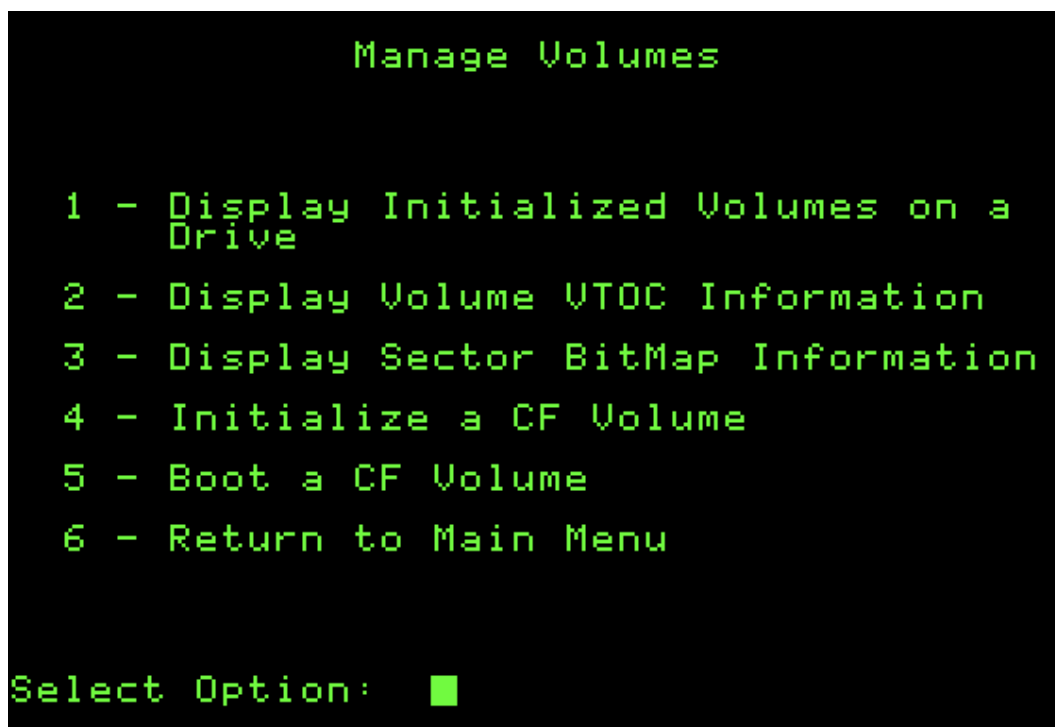 Manage Volumes
1 - Display Initialized Volumes on a
Drive
2 - Display Volume VTOC Information
3 - Display Sector BitMap Information
4 - Initialize a CF Volume
5 - Boot a CF Volume
6 - Return to Main Menu
Select Option: